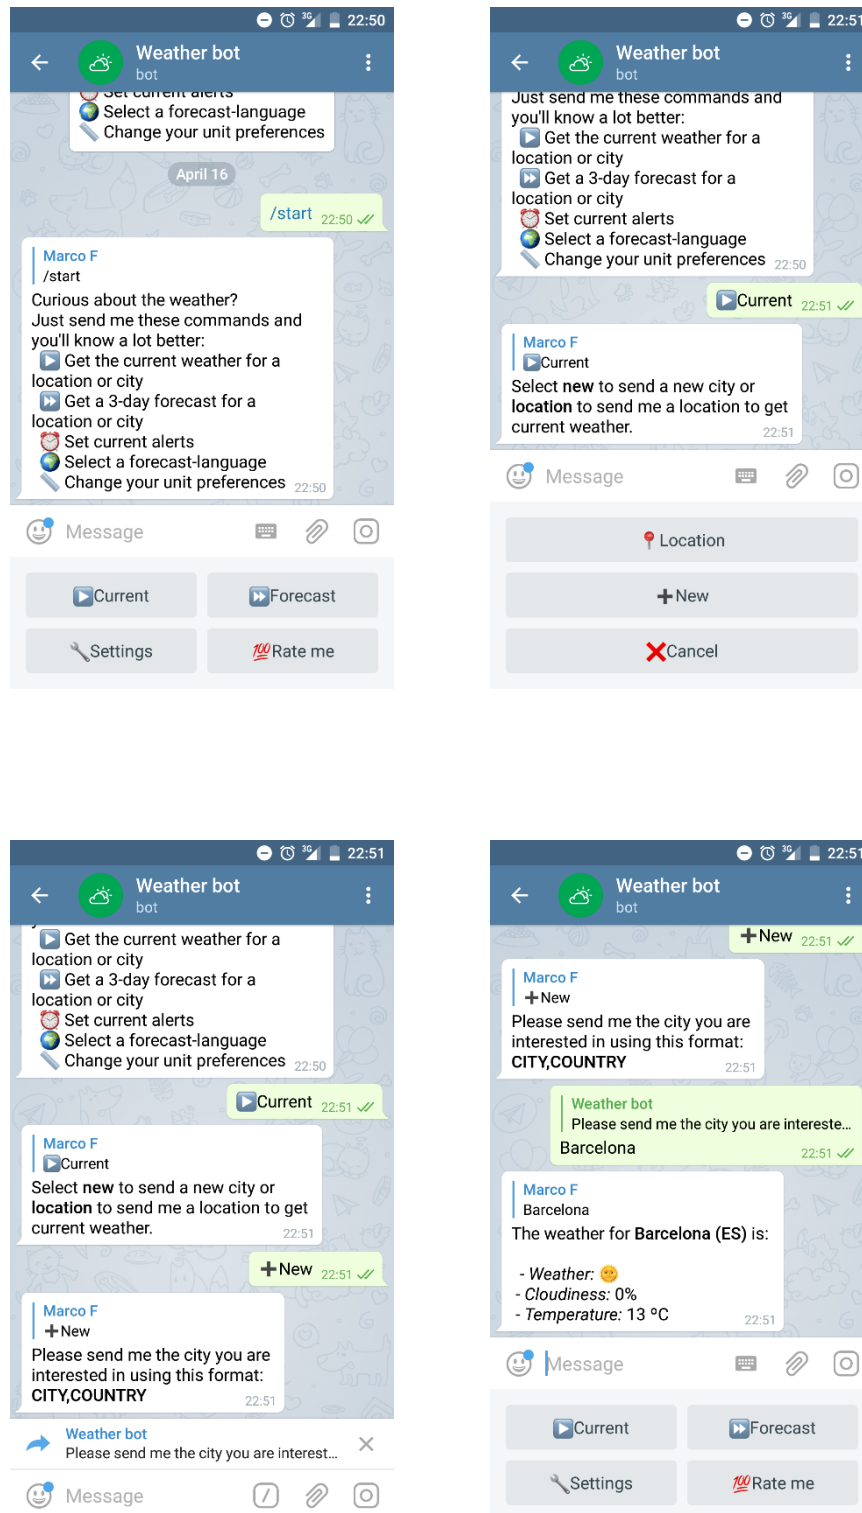 22:50
Weather bot
bot
Set current alerts
Select a forecast-language
Change your unit preferences
April 16
/start 22:50
Marco F
/start
Curious about the weather?
Just send me these commands and
you'll know a lot better:
Get the current weather for a
location or city
Get a 3-day forecast for a
location or city
Set current alerts
Select a forecast-language
Change your unit preferences 22:50
Message
Current
Forecast
Settings
Rate me
3G 22:51
Weather bot
bot
Just send me these commands and
you'll know a lot better:
Get the current weather for a
location or city
Get a 3-day forecast for a
location or city
Set current alerts
Select a forecast-language
Change your unit preferences 22:50
Current 22:51
Marco F
Current
Select new to send a new city or
location to send me a location to get
current weather. 22:51
Message
Location
New
Cancel
3G 22:51
Weather bot
bot
Get the current weather for a
location or city
Get a 3-day forecast for a
location or city
Set current alerts
Select a forecast-language
Change your unit preferences 22:50
Current 22:51
Marco F
Current
Select new to send a new city or
location to send me a location to get
current weather. 22:51
New 22:51
Marco F
New
Please send me the city you are
interested in using this format:
CITY,COUNTRY 22:51
Weather bot
Please send me the city you are interest...
Message
3G 22:51
Weather bot
bot
New 22:51
Marco F
New
Please send me the city you are
interested in using this format:
CITY,COUNTRY 22:51
Weather bot
Please send me the city you are intereste...
Barcelona 22:51
Marco F
Barcelona
The weather for Barcelona (ES) is:
- Weather:
- Cloudiness: 0%
- Temperature: 13 ºC 22:51
Message
Current
Forecast
Settings
Rate me